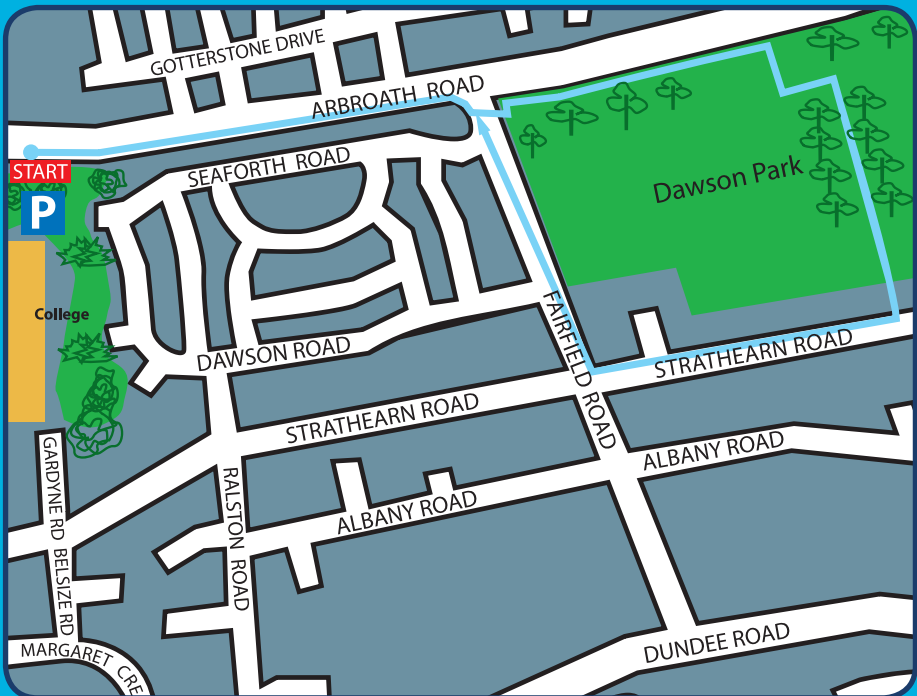 GOTTERSTONE DRIVE
ARBROATH ROAD
START
P
SEAFORTH ROAD
Dawson Park
College
DAWSON ROAD
FAIRFIELD ROAD
STRATHEARN ROAD
STRATHEARN ROAD
GARDYNE RD
BELSIZE RD
RALSTON ROAD
ALBANY ROAD
ALBANY ROAD
MARGARET CRE
DUNDEE ROAD